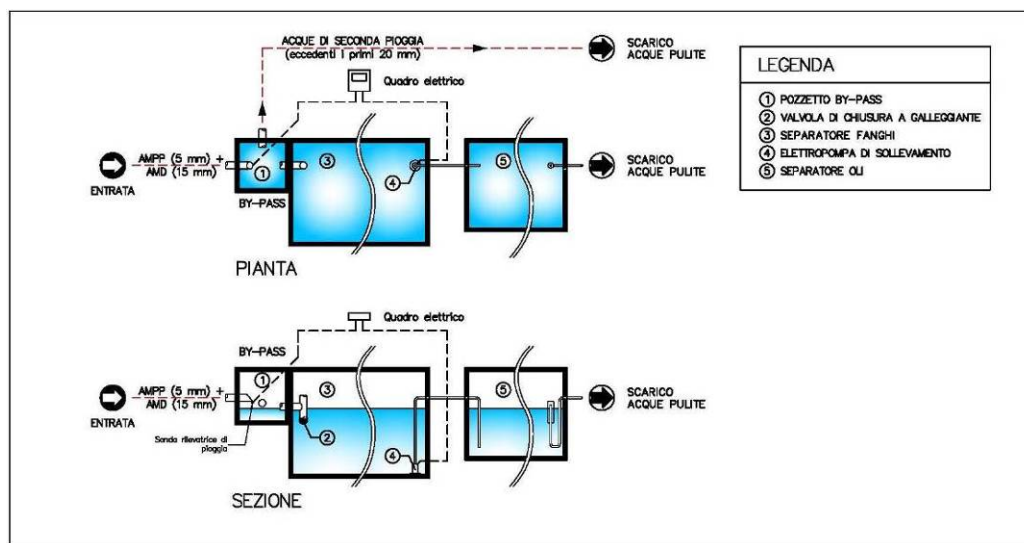 ACQUE DI SECONDA PIOGGIA
(eccedenti i primi 20 mm)
SCARICO
ACQUE PULITE
Quadro elettrico
AMPP (5 mm) +
AMD (15 mm)
ENTRATA
1
3
4
5
SCARICO
ACQUE PULITE
BY-PASS
PIANTA
LEGENDA
1 POZZETTO BY-PASS
2 VALVOLA DI CHIUSURA A GALLEGGIANTE
3 SEPARATORE FANGHI
4 ELETTROPOMPA DI SOLLEVAMENTO
5 SEPARATORE OLI
Quadro elettrico
BY-PASS
AMPP (5 mm) +
AMD (15 mm)
ENTRATA
1
3
5
SCARICO
ACQUE PULITE
Sonda rilevatrice di
pioggia
2
4
SEZIONE